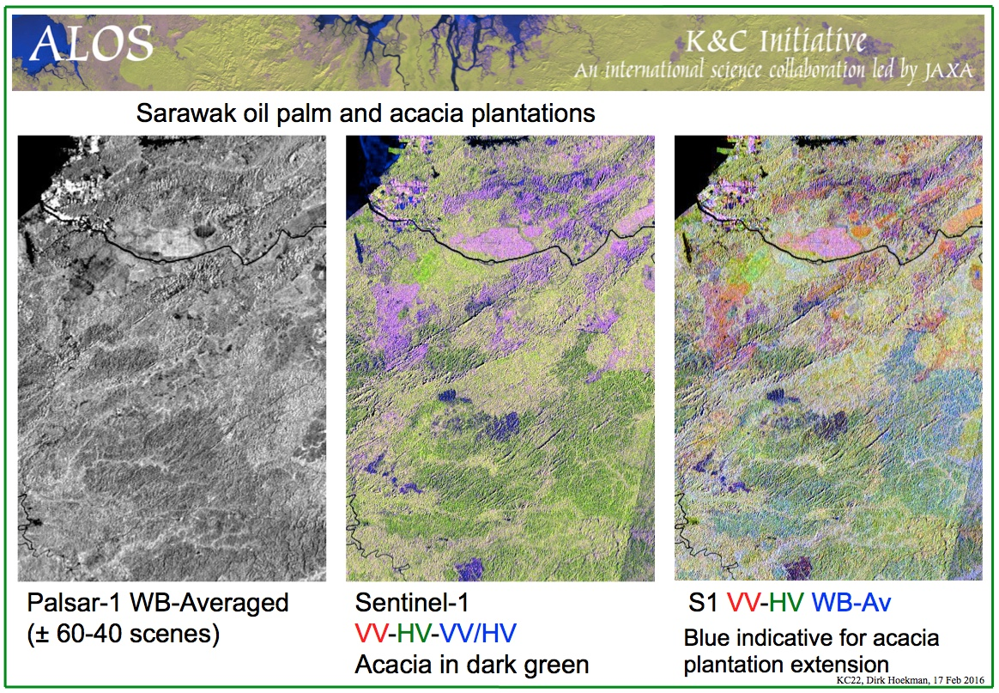 ALOS
K&C Initiative
An international science collaboration led by JAXA
Sarawak oil palm and acacia plantations
Palsar-1 WB-Averaged
(± 60-40 scenes)
Sentinel-1
VV-HV-VV/HV
Acacia in dark green
S1 VV-HV WB-Av
Blue indicative for acacia
plantation extension
KC22, Dirk Hoekman, 17 Feb 2016